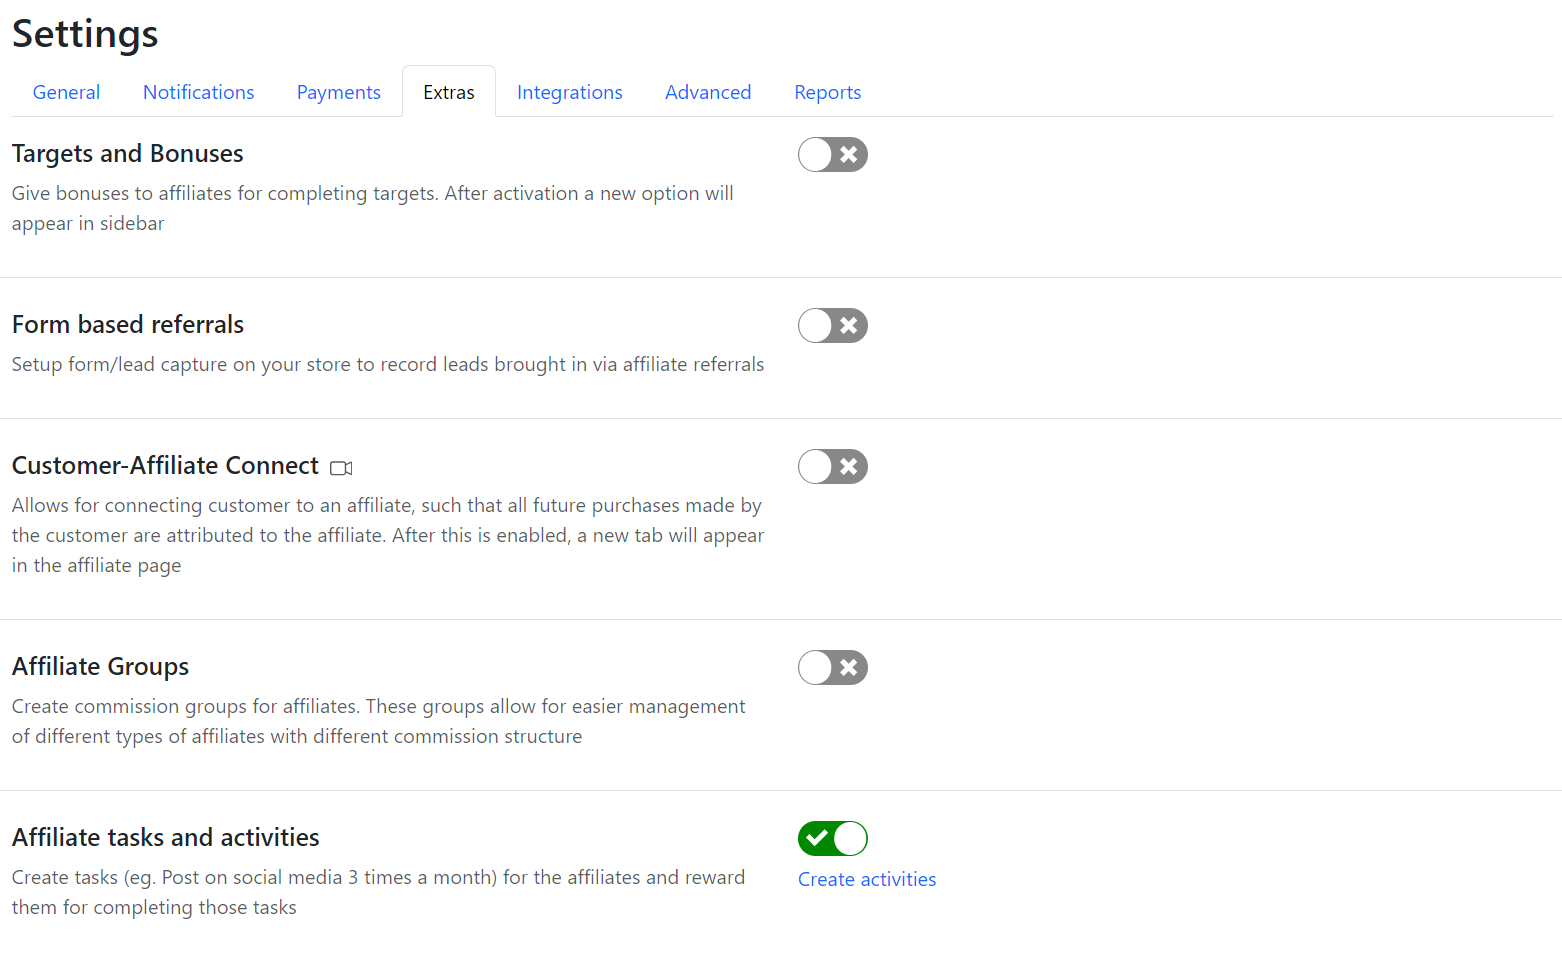 Settings
General Notifications Payments Extras Integrations Advanced Reports
Targets and Bonuses
Give bonuses to affiliates for completing targets. After activation a new option will
appear in sidebar
Form based referrals
Setup form/lead capture on your store to record leads brought in via affiliate referrals
Customer-Affiliate Connect
Allows for connecting customer to an affiliate, such that all future purchases made by
the customer are attributed to the affiliate. After this is enabled, a new tab will appear
in the affiliate page
Affiliate Groups
Create commission groups for affiliates. These groups allow for easier management
of different types of affiliates with different commission structure
Affiliate tasks and activities
Create tasks (eg. Post on social media 3 times a month) for the affiliates and reward
them for completing those tasks
Create activities